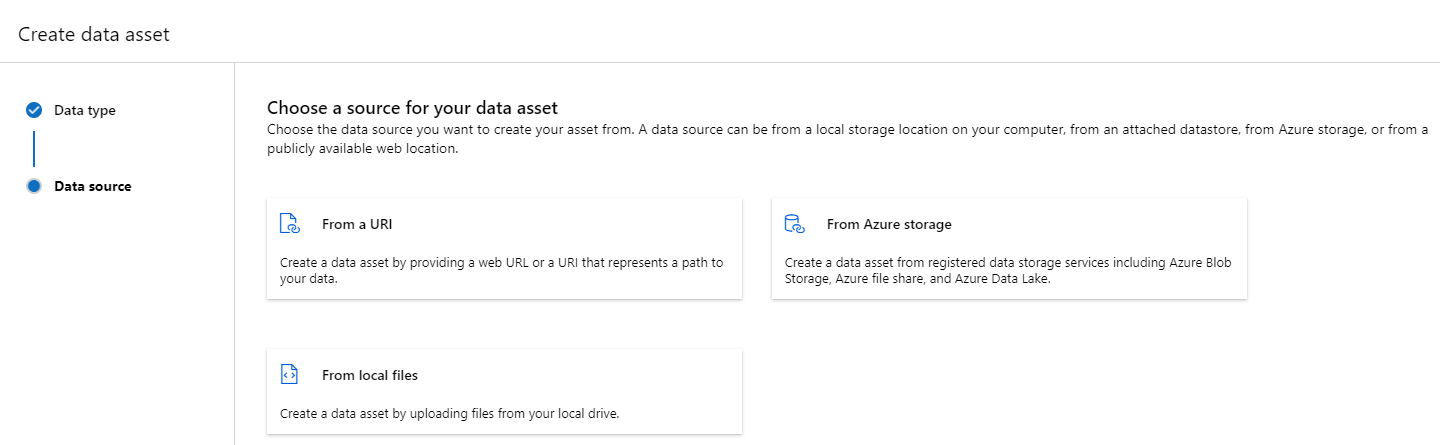 Create data asset
Data type
Data source
Choose a source for your data asset
Choose the data source you want to create your asset from. A data source can be from a local storage location on your computer, from an attached datastore, from Azure storage, or from a
publicly available web location.
From a URI
Create a data asset by providing a web URL or a URI that represents a path to
your data.
From Azure storage
Create a data asset from registered data storage services including Azure Blob
Storage, Azure file share, and Azure Data Lake.
From local files
Create a data asset by uploading files from your local drive.